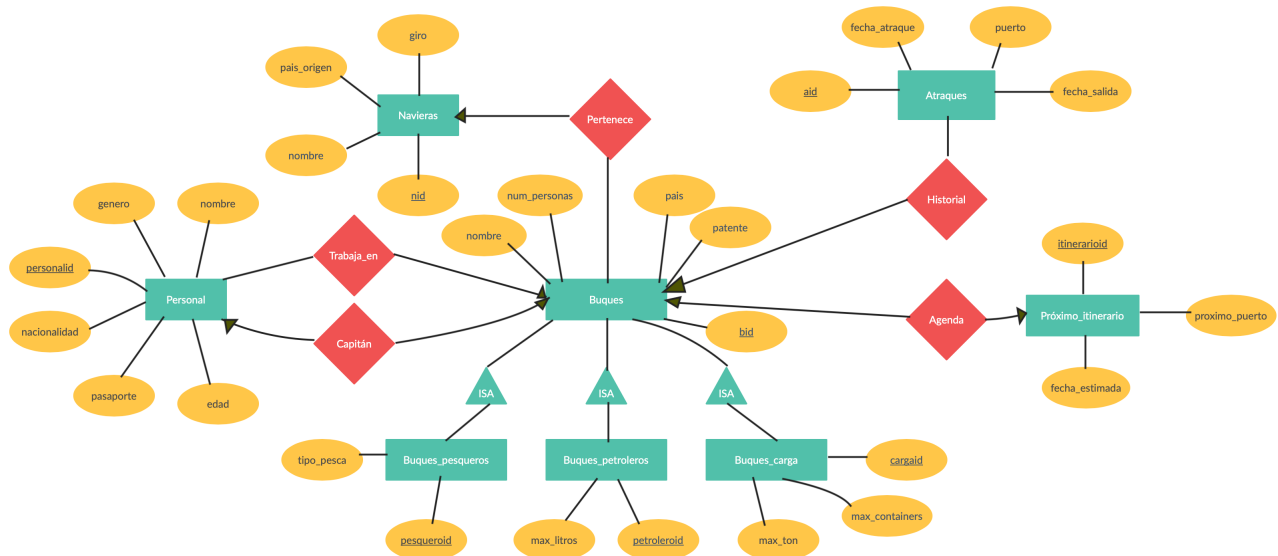 giro
fecha_atraque
puerto
pais_origen
aid
Atraques
fecha_salida
Navieras
Pertenece
nombre
nid
num_personas
pais
Historial
genero
nombre
nombre
patente
itinerarioid
personalid
Trabaja_en
Personal
Buques
Agenda
Próximo_itinerario
proximo_puerto
nacionalidad
Capitán
bid
pasaporte
edad
ISA
ISA
ISA
fecha_estimada
tipo_pesca
Buques_pesqueros
Buques_petroleros
Buques_carga
cargaid
max_containers
pesqueroid
max_litros
petroleroid
max_ton